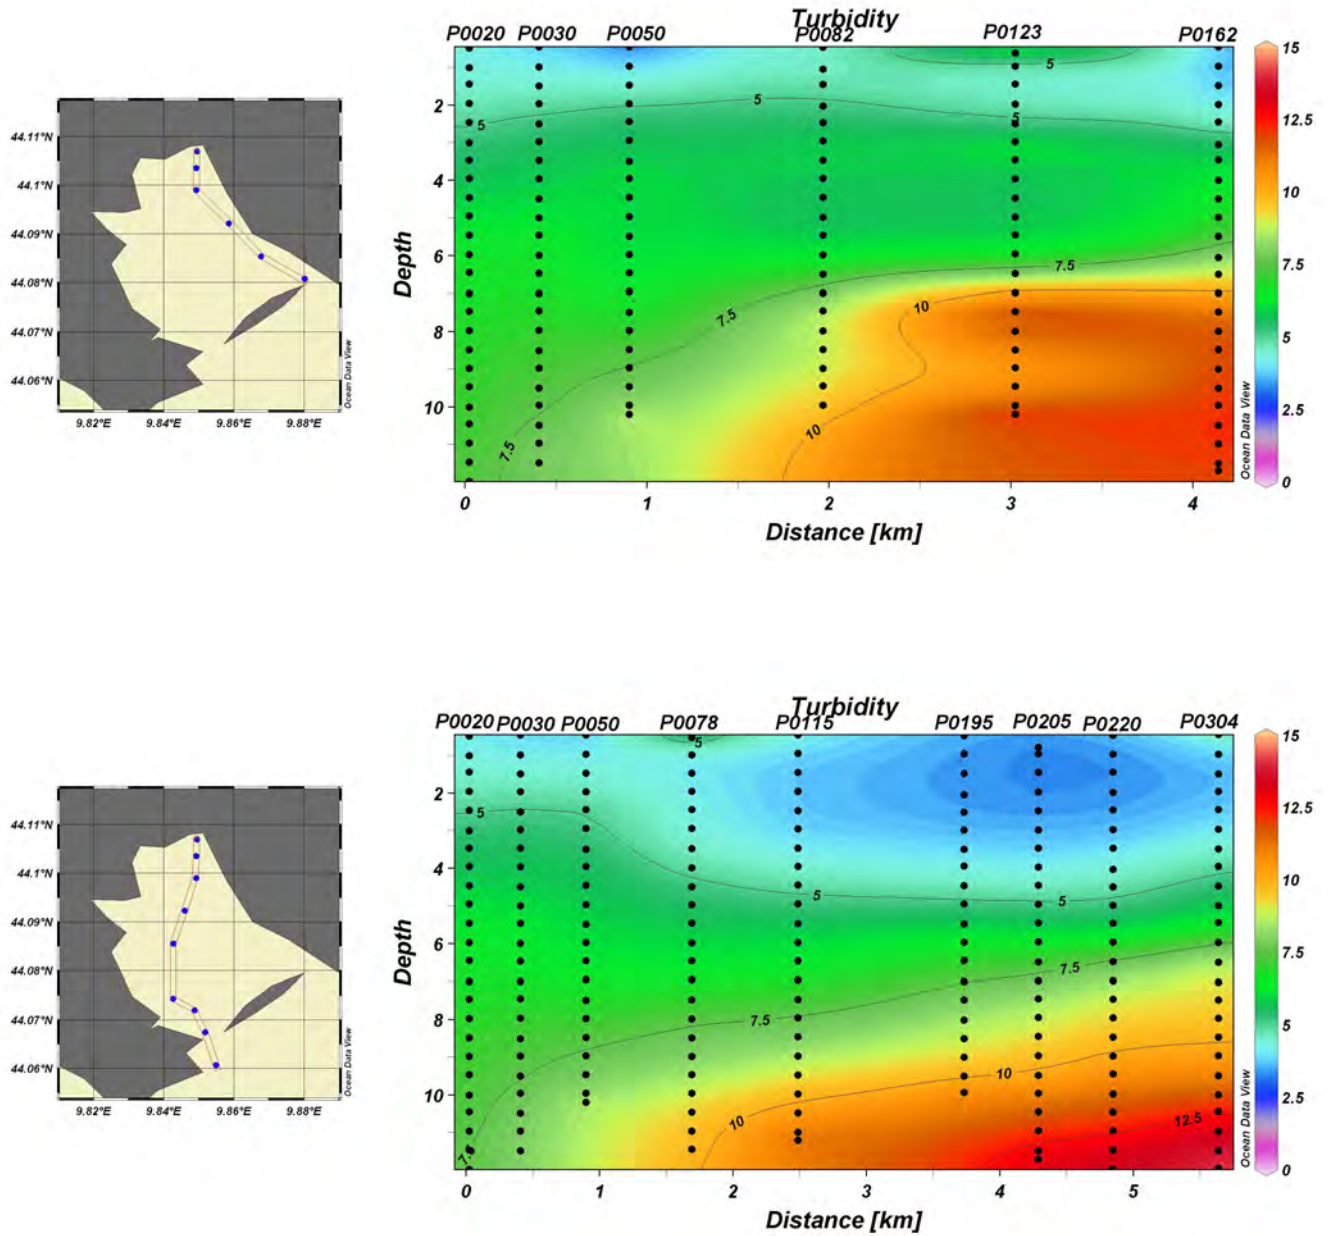 Turbidity
P0020 P0030 P0050 P0082 P0123 P0162
5
5
5
5
7.5
7.5
7.5
10
10
2
4
6
8
10
Depth
0 1 2 3 4
Distance [km]
15
12.5
10
7.5
5
2.5
0
Ocean Data View
44.11°N
44.1°N
44.09°N
44.08°N
44.07°N
44.06°N
9.82°E 9.84°E 9.86°E 9.88°E
Ocean Data View
Turbidity
P0020 P0030 P0050 P0078 P0115 P0195 P0205 P0220 P0304
5
5
5
5
7.5
7.5
10
10
12.5
2
4
6
8
10
Depth
0 1 2 3 4 5
Distance [km]
15
12.5
10
7.5
5
2.5
0
Ocean Data View
44.11°N
44.1°N
44.09°N
44.08°N
44.07°N
44.06°N
9.82°E 9.84°E 9.86°E 9.88°E
Ocean Data View